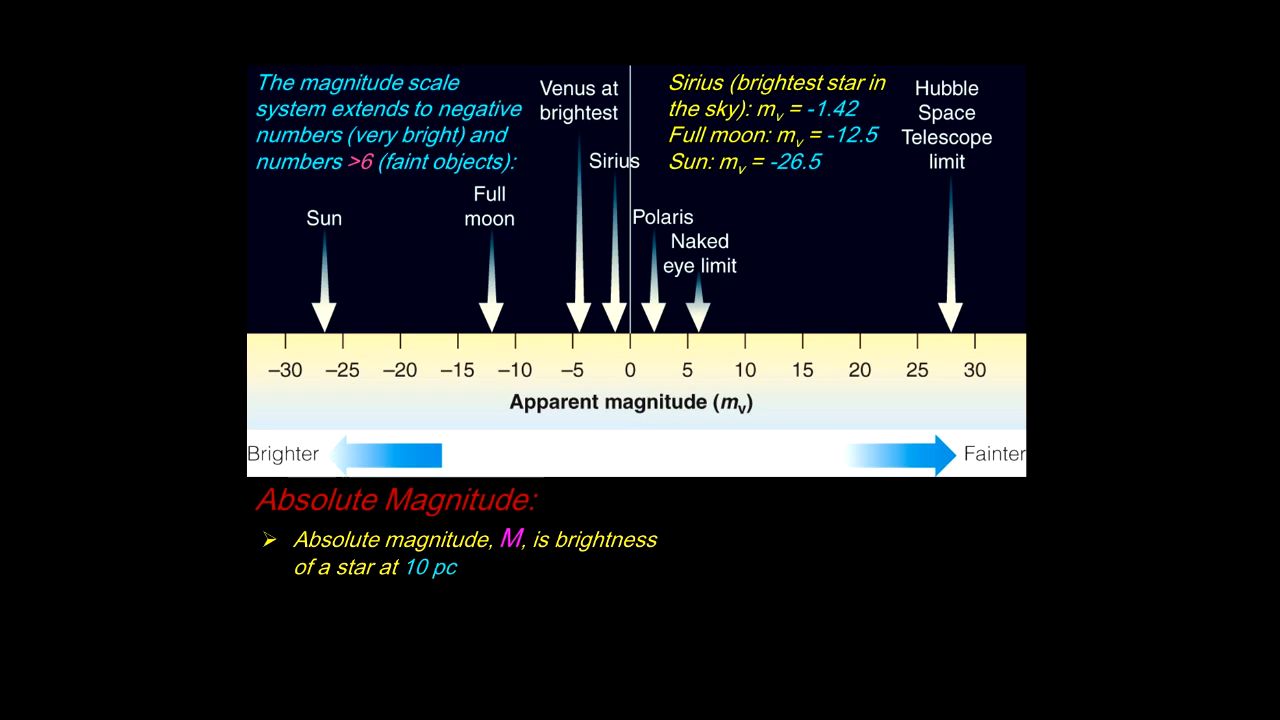 The magnitude scale
system extends to negative
numbers (very bright) and
numbers >6 (faint objects):
Venus at
brightest
Sirius (brightest star in
the sky): mv = -1.42
Full moon: mv = -12.5
Sun: mv = -26.5
Hubble
Space
Telescope
limit
Sirius
Full
moon
Sun
Polaris
Naked
eye limit
–30 –25 –20 –15 –10 –5 0 5 10 15 20 25 30
Apparent magnitude (mv)
Brighter
Fainter
Absolute Magnitude:
➢ Absolute magnitude, M, is brightness
of a star at 10 pc